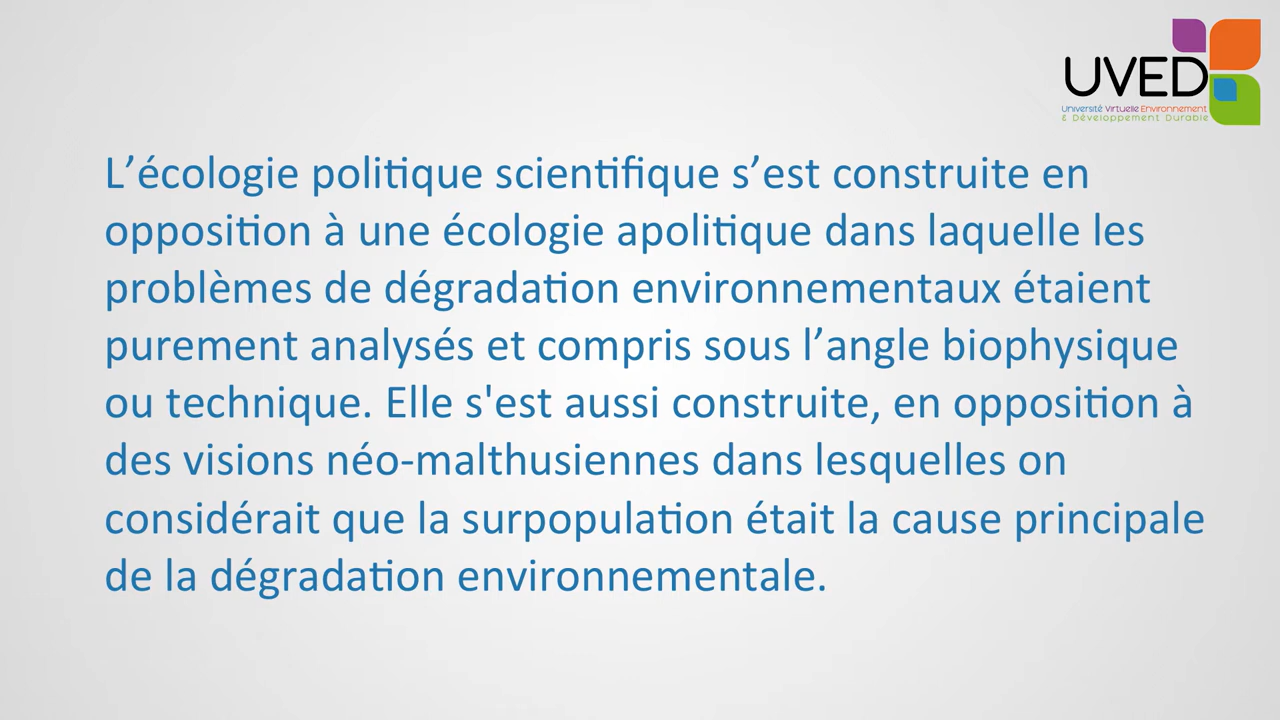 UVED
Université Virtuelle Environnement
& Développement Durable
L’écologie politique scientifique s’est construite en
opposition à une écologie apolitique dans laquelle les
problèmes de dégradation environnementaux étaient
purement analysés et compris sous l’angle biophysique
ou technique. Elle s'est aussi construite, en opposition à
des visions néo-malthusiennes dans lesquelles on
considérait que la surpopulation était la cause principale
de la dégradation environnementale.